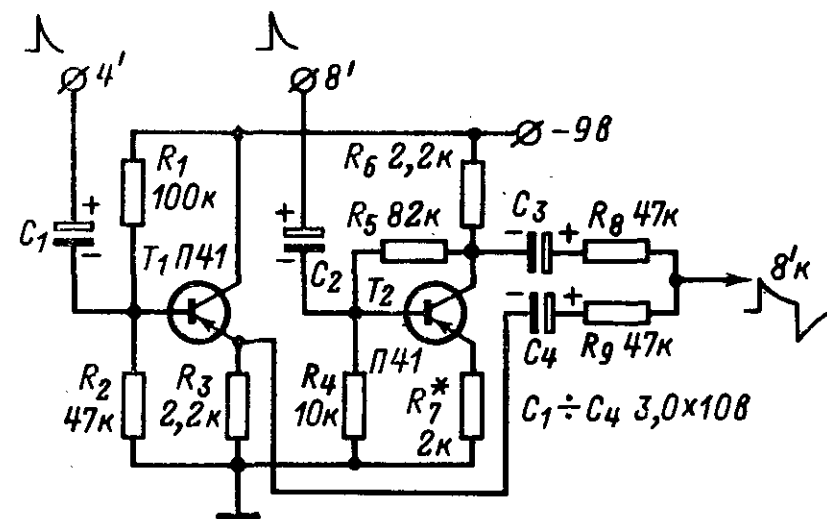 4'
8'
-9в
R1
100к
R6 2,2к
R5 82к
C3
R8 47к
+
-
C1
+
-
C2
-
+
T1 П41
T2
-
+
8'к
R2
47к
R3
2,2к
R4
10к
П41
R7*
2к
C4
R9 47к
C1÷C4 3,0×10в